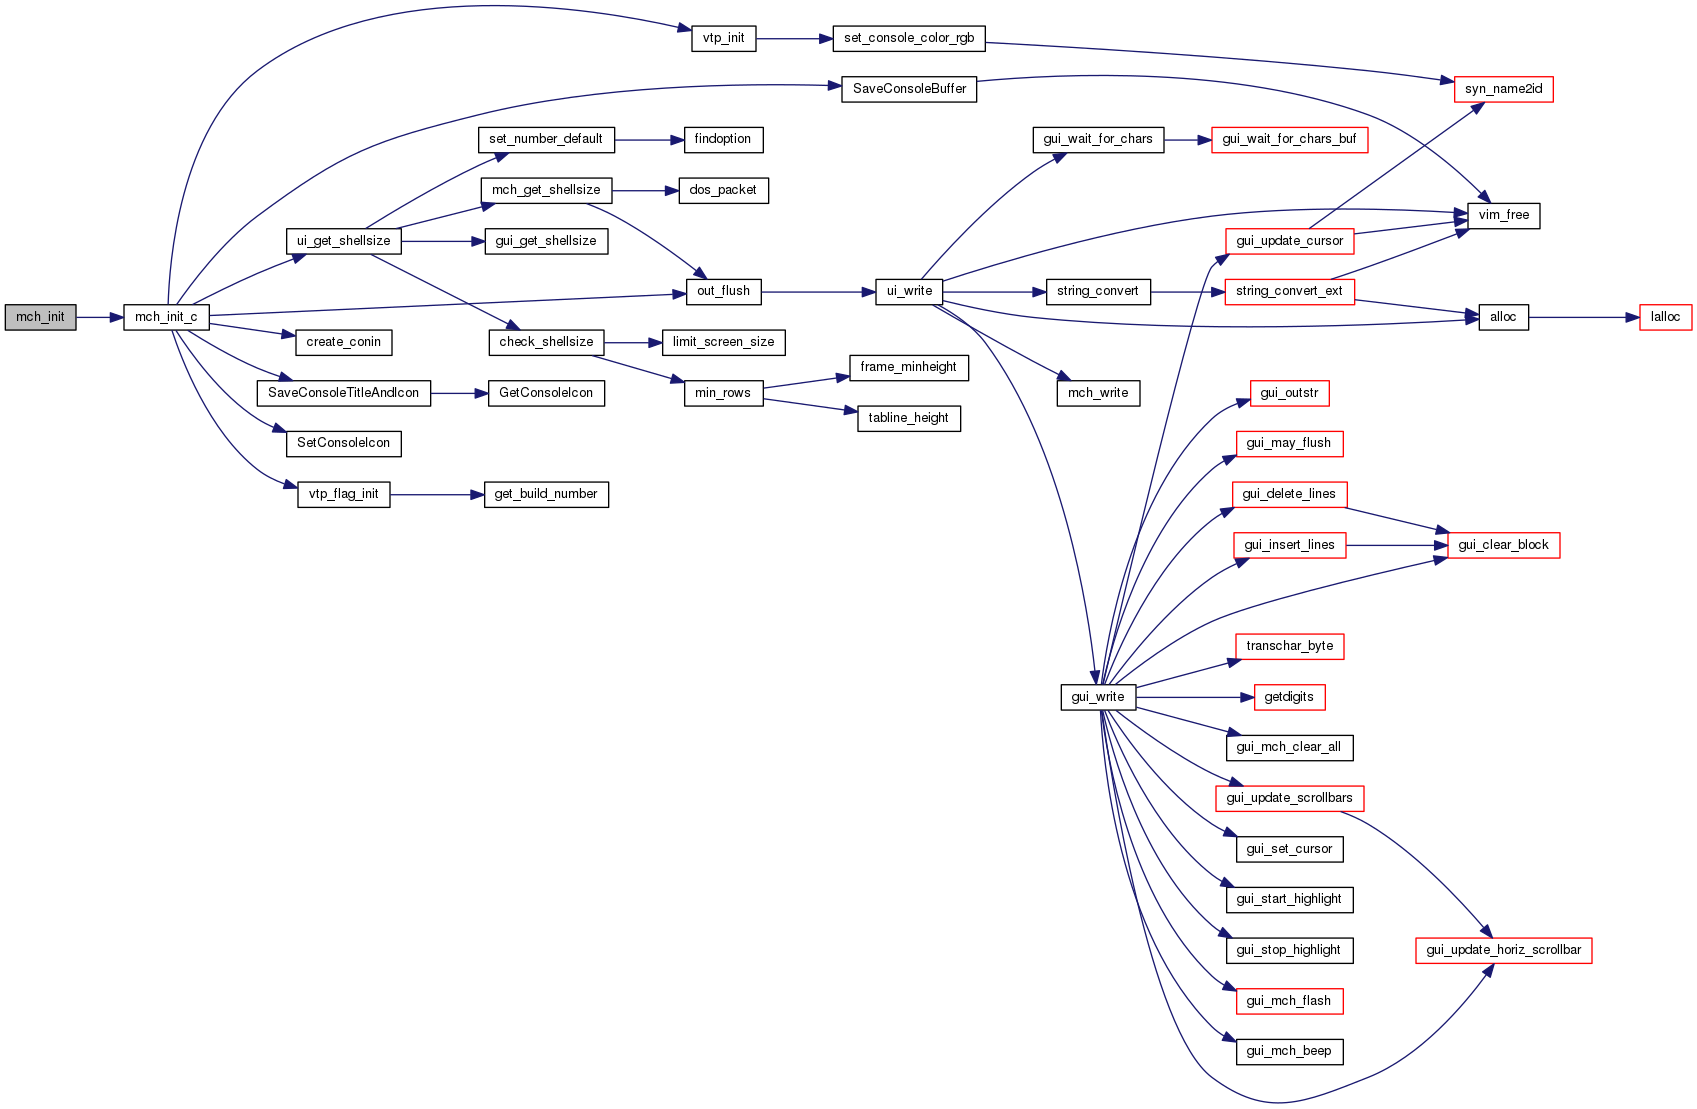 vtp_init
set_console_color_rgb
SaveConsoleBuffer
syn_name2id
set_number_default
findoption
gui_wait_for_chars
gui_wait_for_chars_buf
mch_get_shellsize
dos_packet
vim_free
ui_get_shellsize
gui_get_shellsize
gui_update_cursor
out_flush
ui_write
string_convert
string_convert_ext
mch_init
mch_init_c
alloc
lalloc
create_conin
check_shellsize
limit_screen_size
frame_minheight
SaveConsoleTitleAndIcon
GetConsoleIcon
min_rows
mch_write
gui_outstr
tabline_height
SetConsoleIcon
gui_may_flush
vtp_flag_init
get_build_number
gui_delete_lines
gui_insert_lines
gui_clear_block
transchar_byte
gui_write
getdigits
gui_mch_clear_all
gui_update_scrollbars
gui_set_cursor
gui_start_highlight
gui_stop_highlight
gui_update_horiz_scrollbar
gui_mch_flash
gui_mch_beep